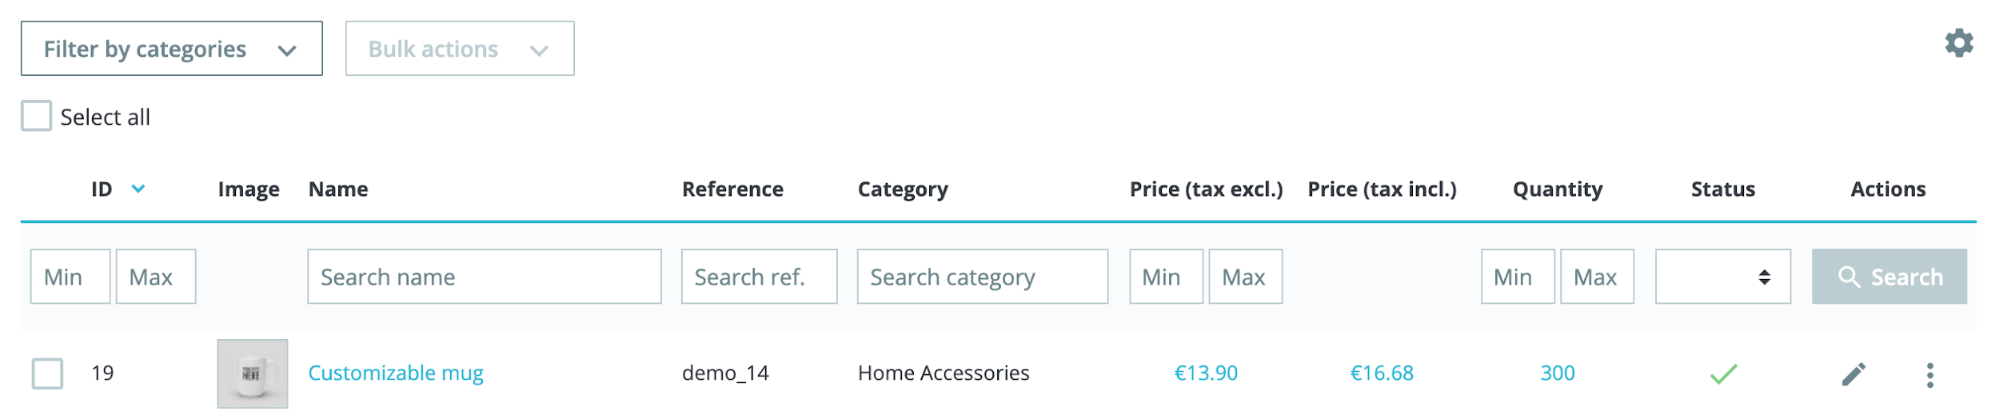 Filter by categories Bulk actions
Select all
ID Image Name Reference Category Price (tax excl.) Price (tax incl.) Quantity Status Actions
Min Max Search name Search ref. Search category Min Max Min Max Search
19 HERE Customizable mug demo_14 Home Accessories €13.90 €16.68 300